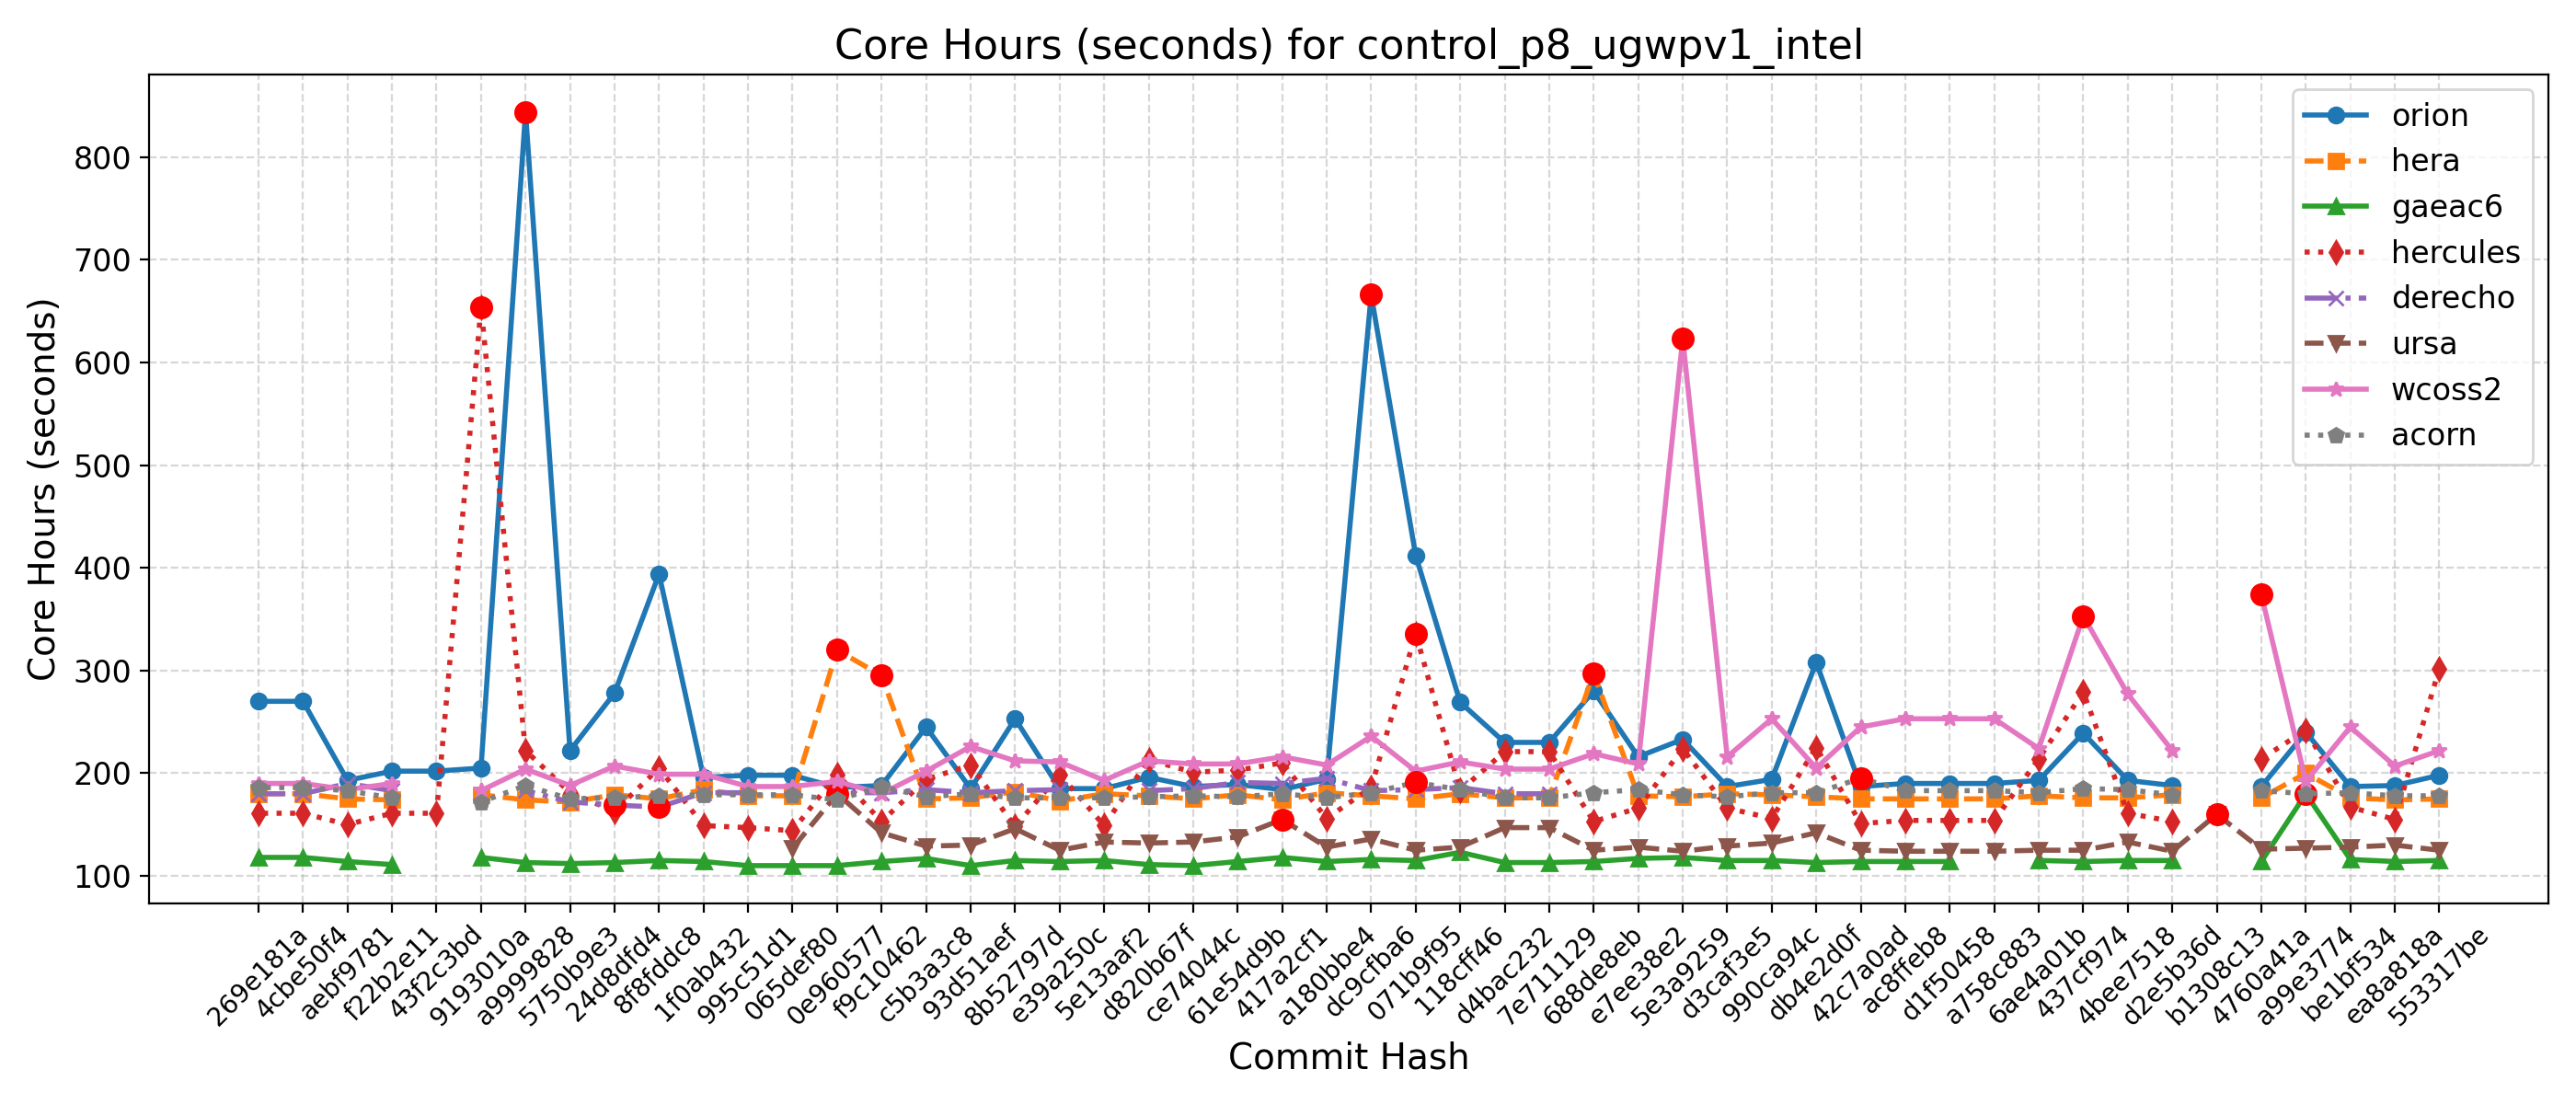 Core Hours (seconds) for control_p8_ugwpv1_intel
Core Hours (seconds)
800
700
600
500
400
300
200
100
orion
hera
gaeac6
hercules
derecho
ursa
wcoss2
acorn
269e181a
4cbe50f4
aebf9781
f22b2e11
43f2c3bd
9193010a
a9999828
5750b9e3
24d8dfd4
8f8fddc8
1f0ab432
995c51d1
065def80
0e960577
f9c10462
c5b3a3c8
93d51aef
8b52797d
e39a250c
5e13aaf2
d820b67f
ce74044c
61e54d9b
417a2cf1
a180bbe4
dc9cfba6
071b9f95
118cff46
d4bac232
7e711129
688de8eb
e7ee38e2
5e3a9259
d3caf3e5
990ca94c
db4e2d0f
42c7a0ad
ac8ffeb8
d1f50458
a758c883
6ae4a01b
437cf974
4bee7518
d2e5b36d
b1308c13
4760a41a
a99e3774
be1bf534
ea8a818a
553317be
Commit Hash